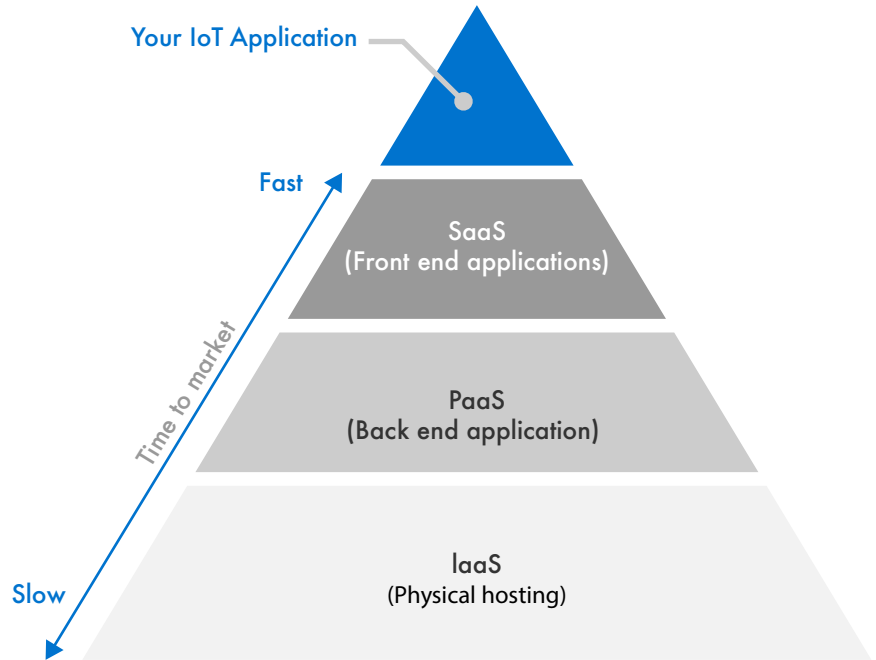 Your IoT Application
Fast
SaaS
(Front end applications)
Time to market
PaaS
(Back end application)
IaaS
(Physical hosting)
Slow